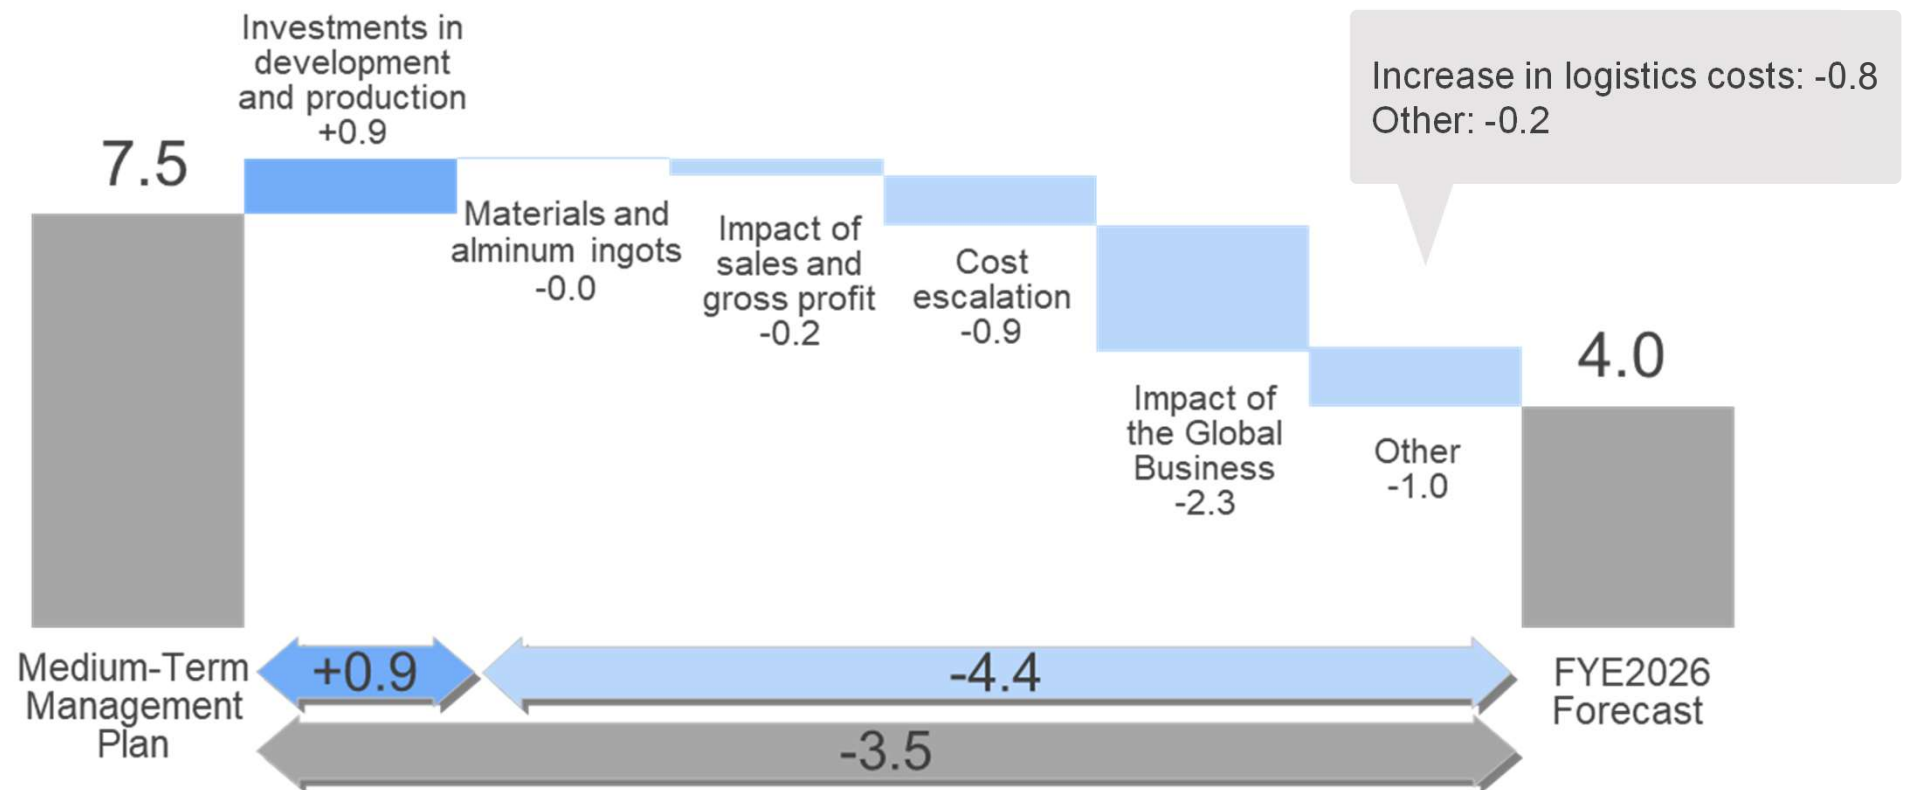 Investments in
development
and production
+0.9
7.5
Materials and
alminum ingots
-0.0
Impact of
sales and
gross profit
-0.2
Cost
escalation
-0.9
Impact of
the Global
Business
-2.3
Other
-1.0
Increase in logistics costs: -0.8
Other: -0.2
4.0
Medium-Term
Management
Plan
+0.9
-4.4
-3.5
FYE2026
Forecast